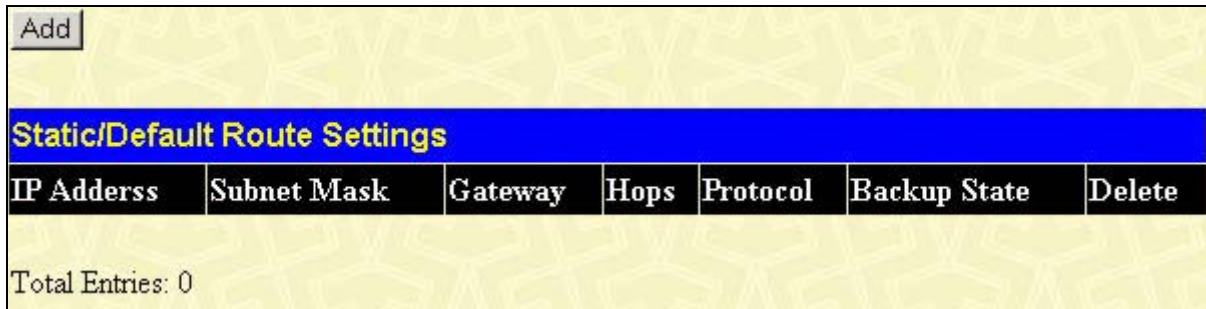 Add
Static/Default Route Settings
IP Adderss Subnet Mask Gateway Hops Protocol Backup State Delete
Total Entries: 0